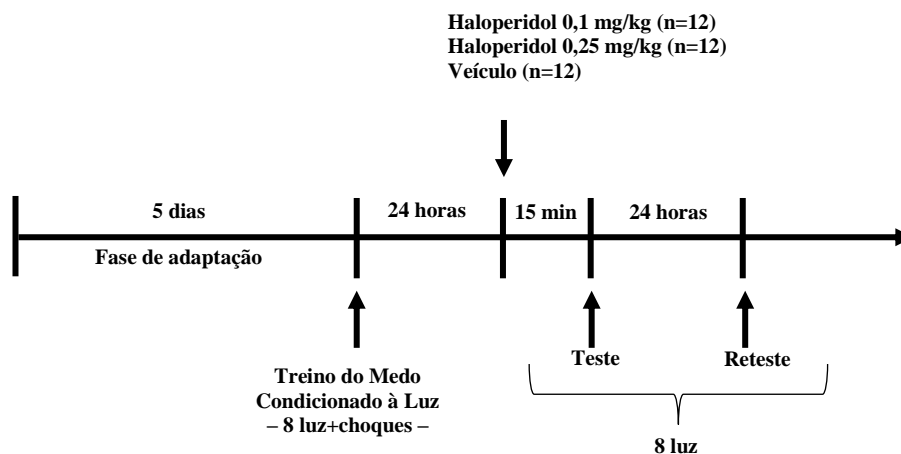 Haloperidol 0,1 mg/kg (n=12)
Haloperidol 0,25 mg/kg (n=12)
Veículo (n=12)
5 dias
24 horas
15 min
24 horas
Fase de adaptação
Teste
Reteste
Treino do Medo
Condicionado à Luz
– 8 luz+choques –
8 luz